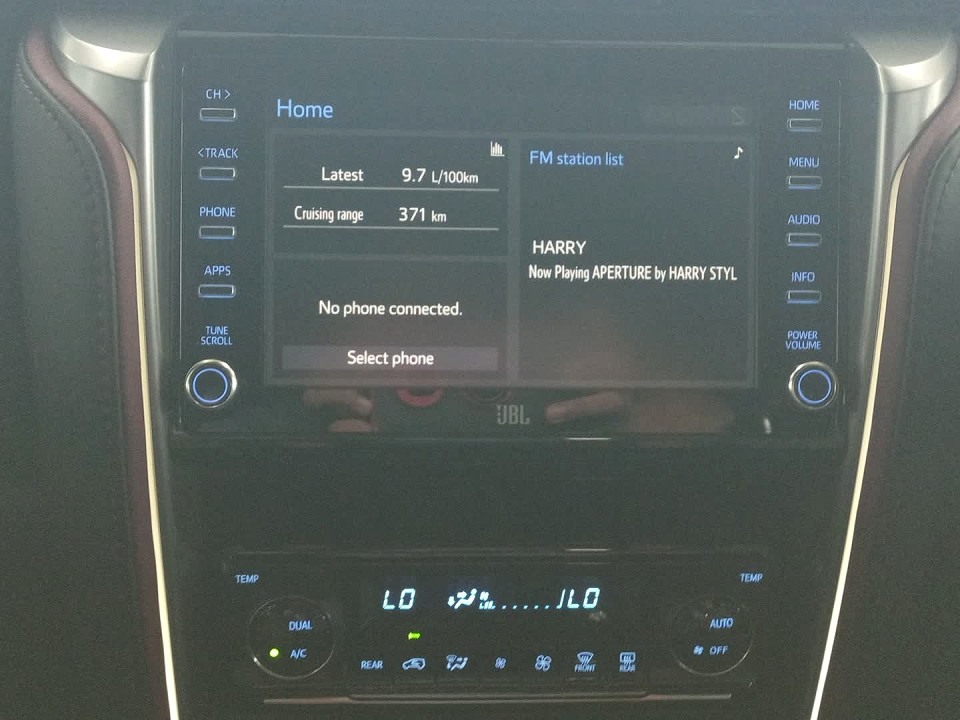 CH >
<TRACK
PHONE
APPS
TUNE
SCROLL
Home
Latest 9.7 L/100km
Cruising range 371 km
No phone connected.
Select phone
FM station list
HARRY
Now Playing APERTURE by HARRY STYL
JBL
HOME
MENU
AUDIO
INFO
POWER
VOLUME
TEMP
DUAL
A/C
LO
LO
REAR
FRONT
REAR
TEMP
AUTO
OFF